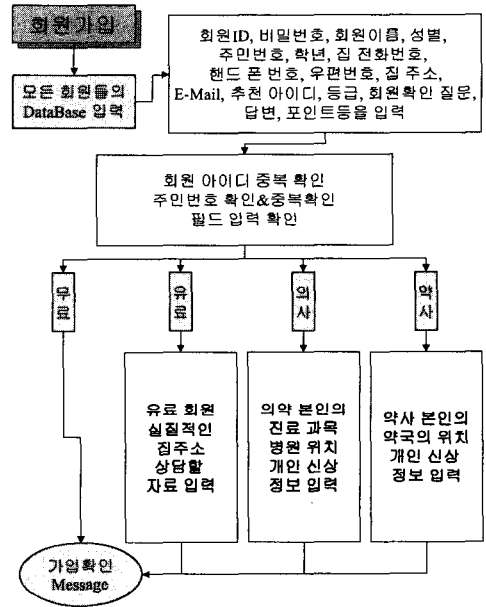 회원가입
모든 회원들의
DataBase 입력
회원ID, 비밀번호, 회원이름, 성별,
주민번호, 학년, 집 전화번호,
핸드 폰 번호, 우편번호, 집 주소,
E-Mail, 추천 아이디, 등급, 회원확인 질문,
답변, 포인트등을 입력
회원 아이디 중복 확인
주민번호 확인&중복확인
필드 입력 확인
무료
유료
의사
약사
유료 회원
실질적인
집주소
상담할
자료 입력
의약 본인의
진료 과목
병원 위치
개인 신상
정보 입력
약사 본인의
약국의 위치
개인 신상
정보 입력
가입확인
Message